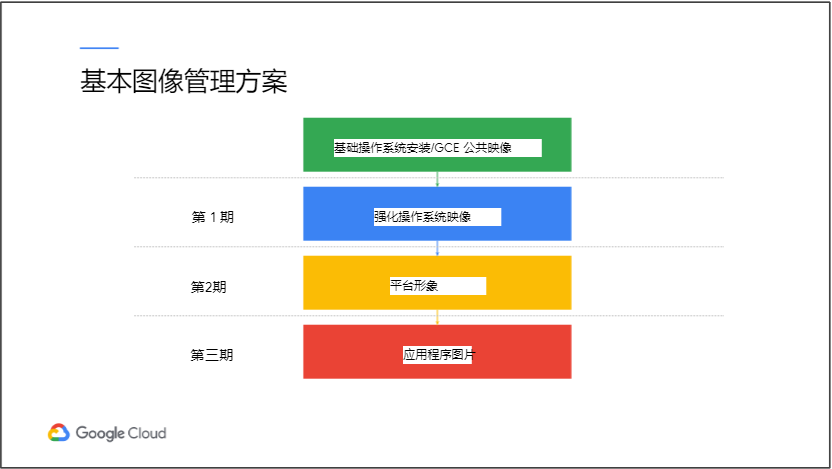 基本图像管理方案
基础操作系统安装/GCE 公共映像
第 1 期
强化操作系统映像
第2期
平台形象
第三期
应用程序图片
Google Cloud